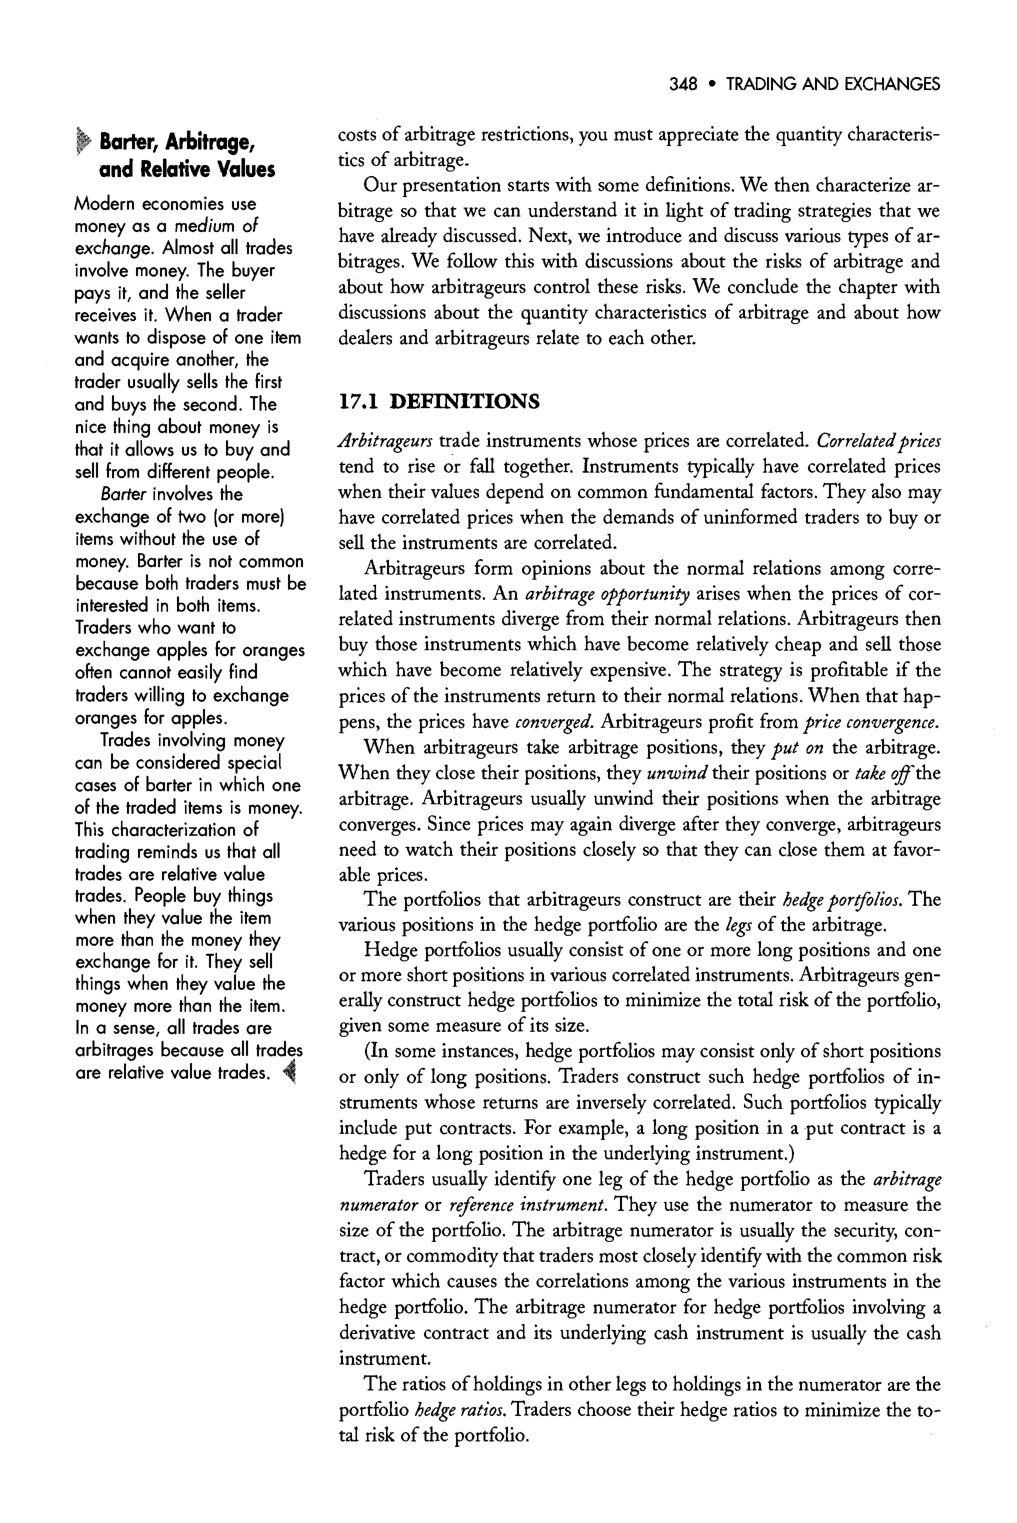 348 • TRADING AND EXCHANGES
Barter, Arbitrage,
and Relative Values
Modern economies use
money as a medium of
exchange. Almost all trades
involve money. The buyer
pays it, and the seller
receives it. When a trader
wants to dispose of one item
and acquire another, the
trader usually sells the first
and buys the second. The
nice thing about money is
that it allows us to buy and
sell from different people.
Barter involves the
exchange of two (or more)
items without the use of
money. Barter is not common
because both traders must be
interested in both items.
Traders who want to
exchange apples for oranges
often cannot easily find
traders willing to exchange
oranges for apples.
Trades involving money
can be considered special
cases of barter in which one
of the traded items is money.
This characterization of
trading reminds us that all
trades are relative value
trades. People buy things
when they value the item
more than the money they
exchange for it. They sell
things when they value the
money more than the item.
In a sense, all trades are
arbitrages because all trades
are relative value trades.
costs of arbitrage restrictions, you must appreciate the quantity characteris-
tics of arbitrage.
Our presentation starts with some definitions. We then characterize ar-
bitrage so that we can understand it in light of trading strategies that we
have already discussed. Next, we introduce and discuss various types of ar-
bitrages. We follow this with discussions about the risks of arbitrage and
about how arbitrageurs control these risks. We conclude the chapter with
discussions about the quantity characteristics of arbitrage and about how
dealers and arbitrageurs relate to each other.
17.1 DEFINITIONS
Arbitrageurs trade instruments whose prices are correlated. Correlated prices
tend to rise or fall together. Instruments typically have correlated prices
when their values depend on common fundamental factors. They also may
have correlated prices when the demands of uninformed traders to buy or
sell the instruments are correlated.
Arbitrageurs form opinions about the normal relations among corre-
lated instruments. An arbitrage opportunity arises when the prices of cor-
related instruments diverge from their normal relations. Arbitrageurs then
buy those instruments which have become relatively cheap and sell those
which have become relatively expensive. The strategy is profitable if the
prices of the instruments return to their normal relations. When that hap-
pens, the prices have converged. Arbitrageurs profit from price convergence.
When arbitrageurs take arbitrage positions, they put on the arbitrage.
When they close their positions, they unwind their positions or take off the
arbitrage. Arbitrageurs usually unwind their positions when the arbitrage
converges. Since prices may again diverge after they converge, arbitrageurs
need to watch their positions closely so that they can close them at favor-
able prices.
The portfolios that arbitrageurs construct are their hedge portfolios. The
various positions in the hedge portfolio are the legs of the arbitrage.
Hedge portfolios usually consist of one or more long positions and one
or more short positions in various correlated instruments. Arbitrageurs gen-
erally construct hedge portfolios to minimize the total risk of the portfolio,
given some measure of its size.
(In some instances, hedge portfolios may consist only of short positions
or only of long positions. Traders construct such hedge portfolios of in-
struments whose returns are inversely correlated. Such portfolios typically
include put contracts. For example, a long position in a put contract is a
hedge for a long position in the underlying instrument.)
Traders usually identify one leg of the hedge portfolio as the arbitrage
numerator or reference instrument. They use the numerator to measure the
size of the portfolio. The arbitrage numerator is usually the security, con-
tract, or commodity that traders most closely identify with the common risk
factor which causes the correlations among the various instruments in the
hedge portfolio. The arbitrage numerator for hedge portfolios involving a
derivative contract and its underlying cash instrument is usually the cash
instrument.
The ratios of holdings in other legs to holdings in the numerator are the
portfolio hedge ratios. Traders choose their hedge ratios to minimize the to-
tal risk of the portfolio.